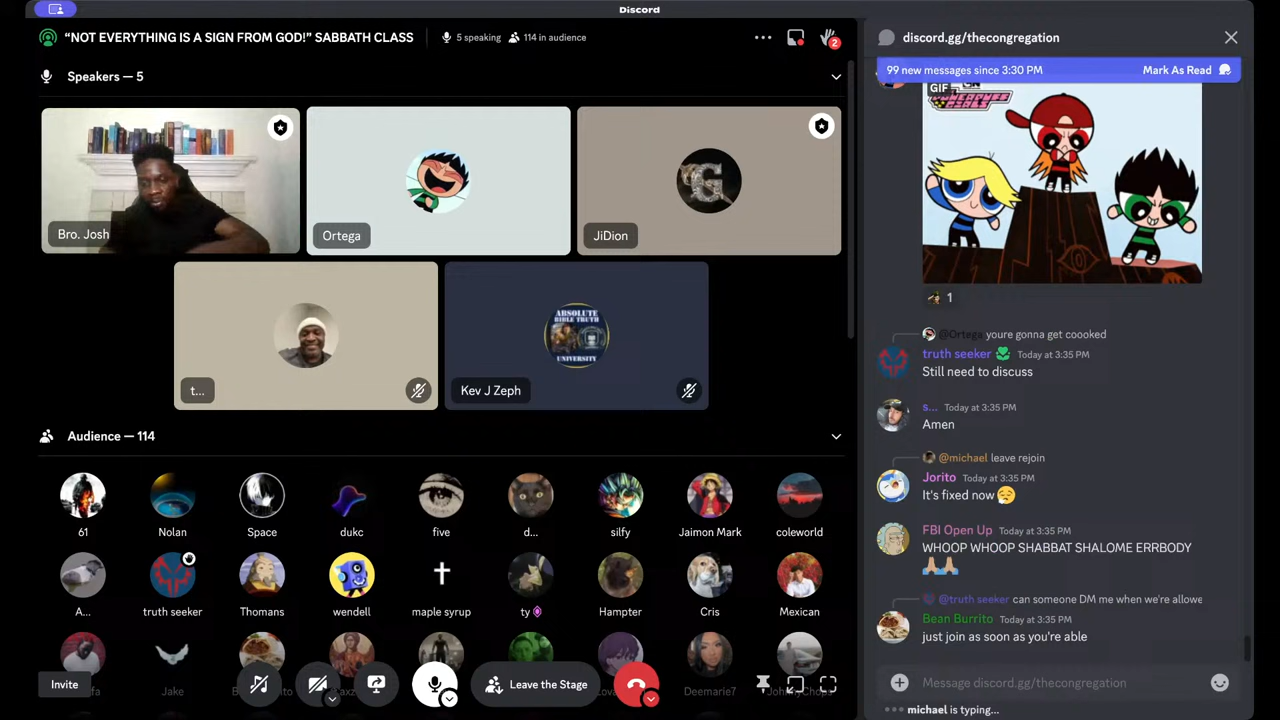 Discord
“NOT EVERYTHING IS A SIGN FROM GOD!” SABBATH CLASS
5 speaking
114 in audience
2
Speakers — 5
Bro. Josh
Ortega
G
JiDion
t...
ABSOLUTE
BIBLE TRUTH
UNIVERSITY
Kev J Zeph
Audience — 114
61
Nolan
Space
dukc
five
d...
silfy
Jaimon Mark
coleworld
A...
truth seeker
Thomans
wendell
maple syrup
ty
Hampter
Cris
Mexican
Invite
Jake
Deemarie7
Leave the Stage
discord.gg/thecongregation
99 new messages since 3:30 PM
Mark As Read
GIF
1
@Ortega youre gonna get coooked
truth seeker Today at 3:35 PM
Still need to discuss
s... Today at 3:35 PM
Amen
@michael leave rejoin
Jorito Today at 3:35 PM
It's fixed now
FBI Open Up Today at 3:35 PM
WHOOP WHOOP SHABBAT SHALOME ERRBODY
@truth seeker can someone DM me when we're allowe
Bean Burrito Today at 3:35 PM
just join as soon as you're able
Message discord.gg/thecongregation
michael is typing...